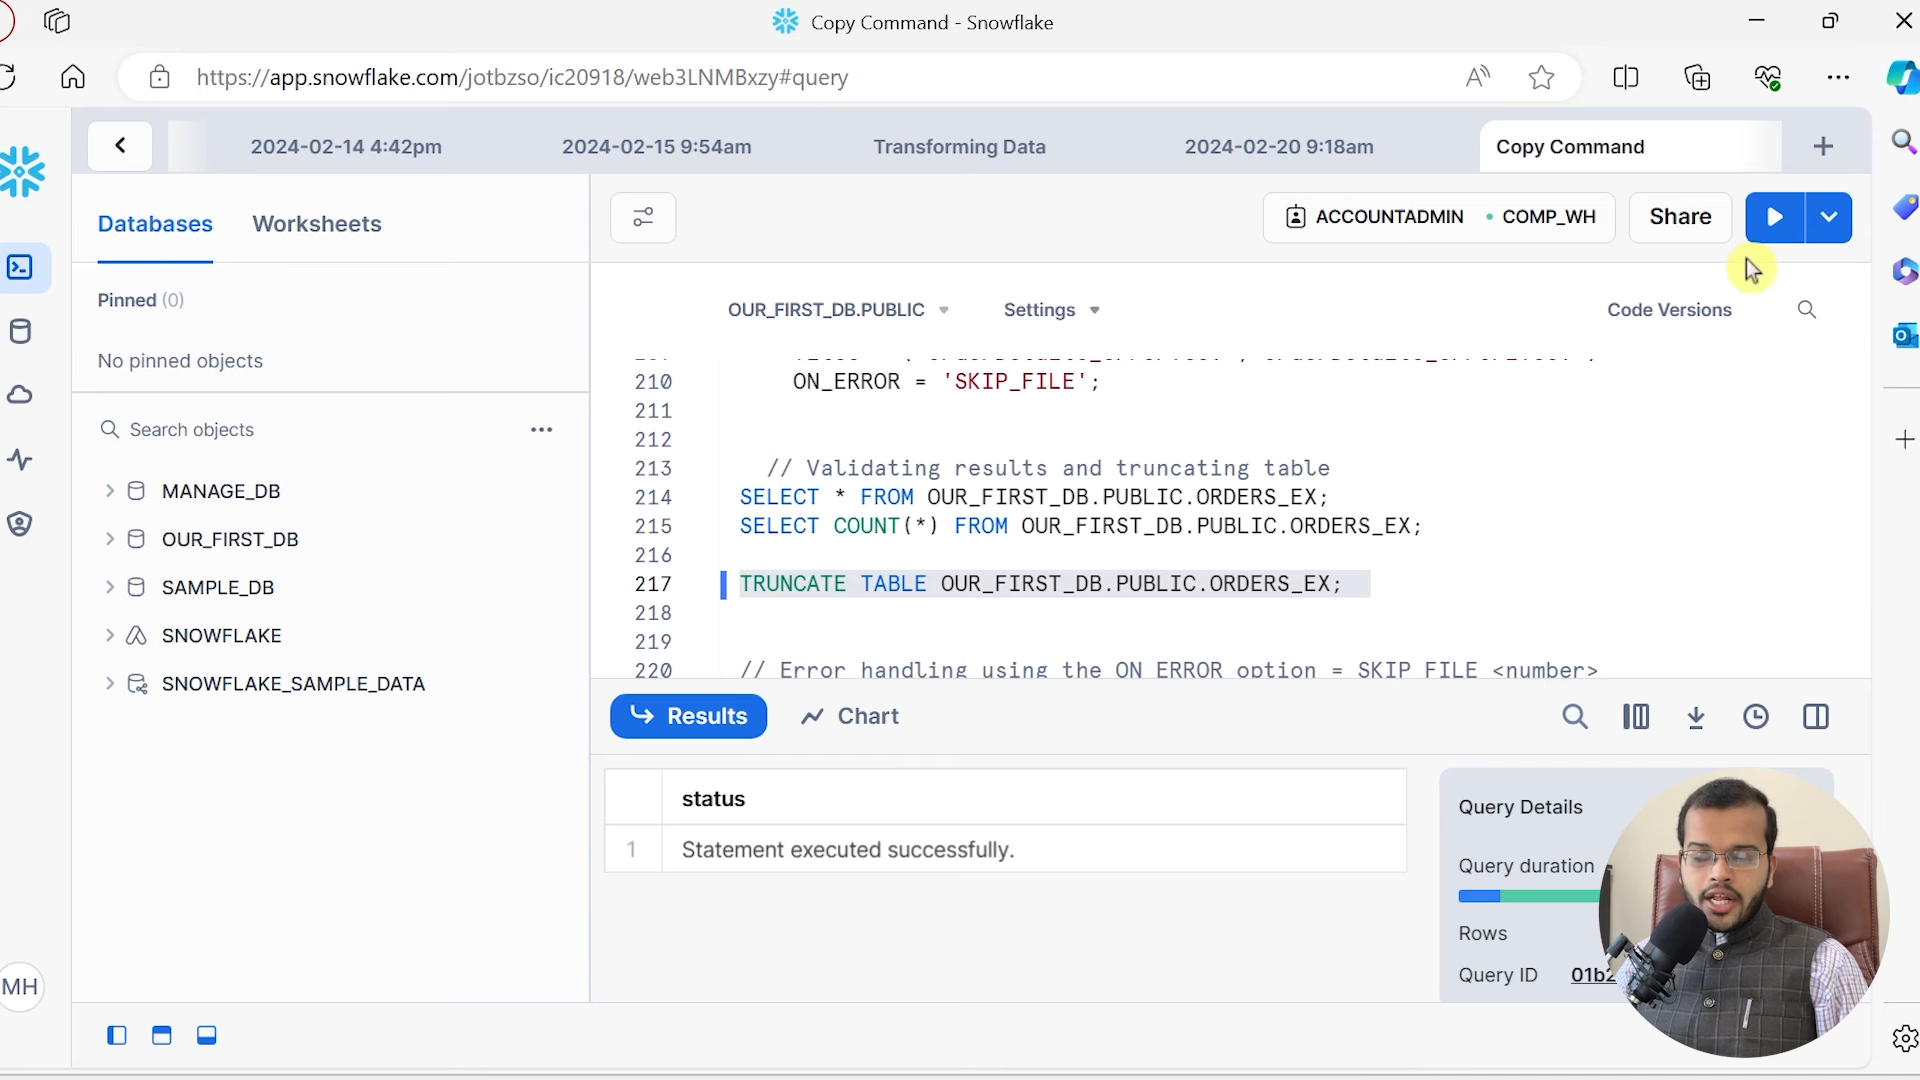 Copy Command - Snowflake
https://app.snowflake.com/jotbzso/ic20918/web3LNMBxzy#query
2024-02-14 4:42pm
2024-02-15 9:54am
Transforming Data
2024-02-20 9:18am
Copy Command
Databases
Worksheets
ACCOUNTADMIN
COMP_WH
Share
Pinned (0)
No pinned objects
Search objects
MANAGE_DB
OUR_FIRST_DB
SAMPLE_DB
SNOWFLAKE
SNOWFLAKE_SAMPLE_DATA
MH
OUR_FIRST_DB.PUBLIC
Settings
Code Versions
210 ON_ERROR = 'SKIP_FILE';
211
212
213 // Validating results and truncating table
214 SELECT * FROM OUR_FIRST_DB.PUBLIC.ORDERS_EX;
215 SELECT COUNT(*) FROM OUR_FIRST_DB.PUBLIC.ORDERS_EX;
216
217 TRUNCATE TABLE OUR_FIRST_DB.PUBLIC.ORDERS_EX;
218
219
220 // Error handling using the ON_ERROR option = SKIP_FILE_<number>
Results
Chart
status
1 Statement executed successfully.
Query Details
Query duration
Rows
Query ID 01b2